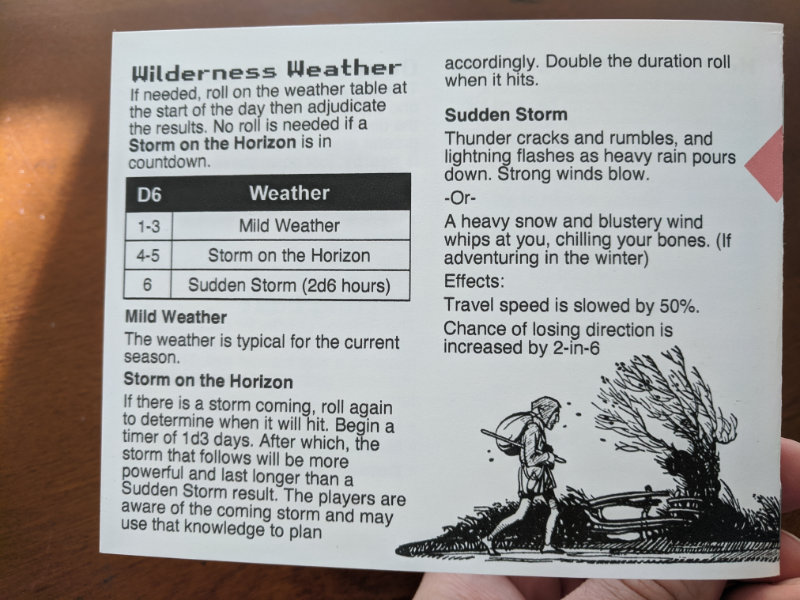 Wilderness Weather
If needed, roll on the weather table at
the start of the day then adjudicate
the results. No roll is needed if a
Storm on the Horizon is in
countdown.
D6 Weather
1-3 Mild Weather
4-5 Storm on the Horizon
6 Sudden Storm (2d6 hours)
Mild Weather
The weather is typical for the current
season.
Storm on the Horizon
If there is a storm coming, roll again
to determine when it will hit. Begin a
timer of 1d3 days. After which, the
storm that follows will be more
powerful and last longer than a
Sudden Storm result. The players are
aware of the coming storm and may
use that knowledge to plan
accordingly. Double the duration roll
when it hits.
Sudden Storm
Thunder cracks and rumbles, and
lightning flashes as heavy rain pours
down. Strong winds blow.
-Or-
A heavy snow and blustery wind
whips at you, chilling your bones. (If
adventuring in the winter)
Effects:
Travel speed is slowed by 50%.
Chance of losing direction is
increased by 2-in-6